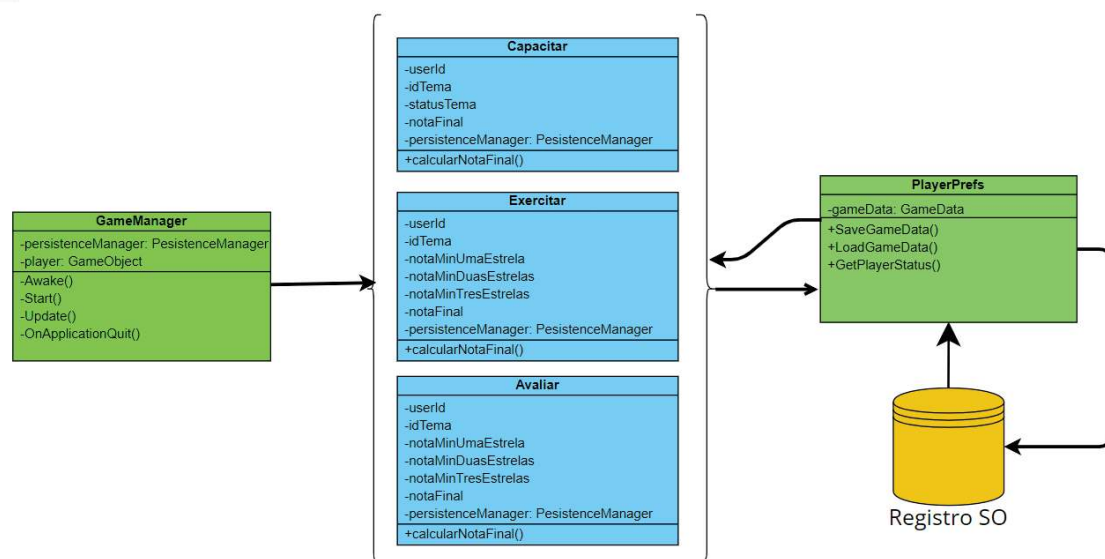 GameManager
-persistenceManager: PesistenceManager
-player: GameObject
-Awake()
-Start()
-Update()
-OnApplicationQuit()
Capacitar
-userId
-idTema
-statusTema
-notaFinal
-persistenceManager: PesistenceManager
+calcularNotaFinal()
Exercitar
-userId
-idTema
-notaMinUmaEstrela
-notaMinDuasEstrelas
-notaMinTresEstrelas
-notaFinal
-persistenceManager: PesistenceManager
+calcularNotaFinal()
Avaliar
-userId
-idTema
-notaMinUmaEstrela
-notaMinDuasEstrelas
-notaMinTresEstrelas
-notaFinal
-persistenceManager: PesistenceManager
+calcularNotaFinal()
PlayerPrefs
-gameData: GameData
+SaveGameData()
+LoadGameData()
+GetPlayerStatus()
Registro SO